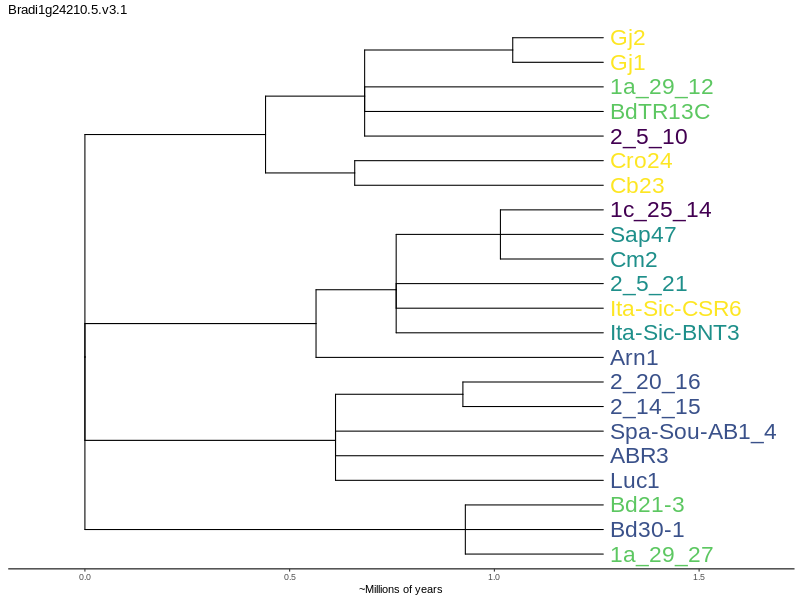 Bradi1g24210.5.v3.1
Gj2
Gj1
1a_29_12
BdTR13C
2_5_10
Cro24
Cb23
1c_25_14
Sap47
Cm2
2_5_21
Ita-Sic-CSR6
Ita-Sic-BNT3
Arn1
2_20_16
2_14_15
Spa-Sou-AB1_4
ABR3
Luc1
Bd21-3
Bd30-1
1a_29_27
0.0 0.5 1.0 1.5
~Millions of years